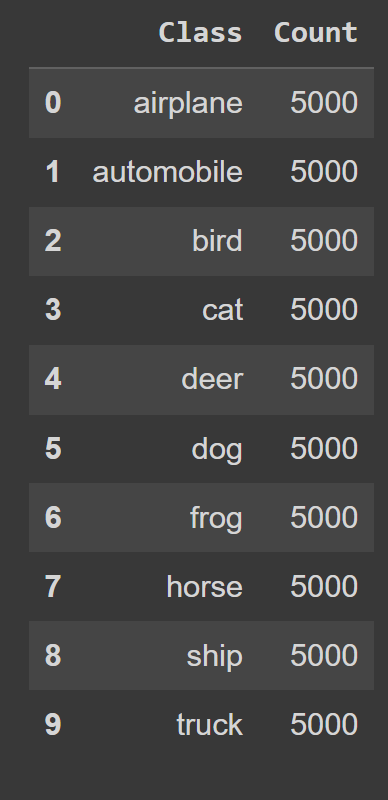 Class Count
0 airplane 5000
1 automobile 5000
2 bird 5000
3 cat 5000
4 deer 5000
5 dog 5000
6 frog 5000
7 horse 5000
8 ship 5000
9 truck 5000